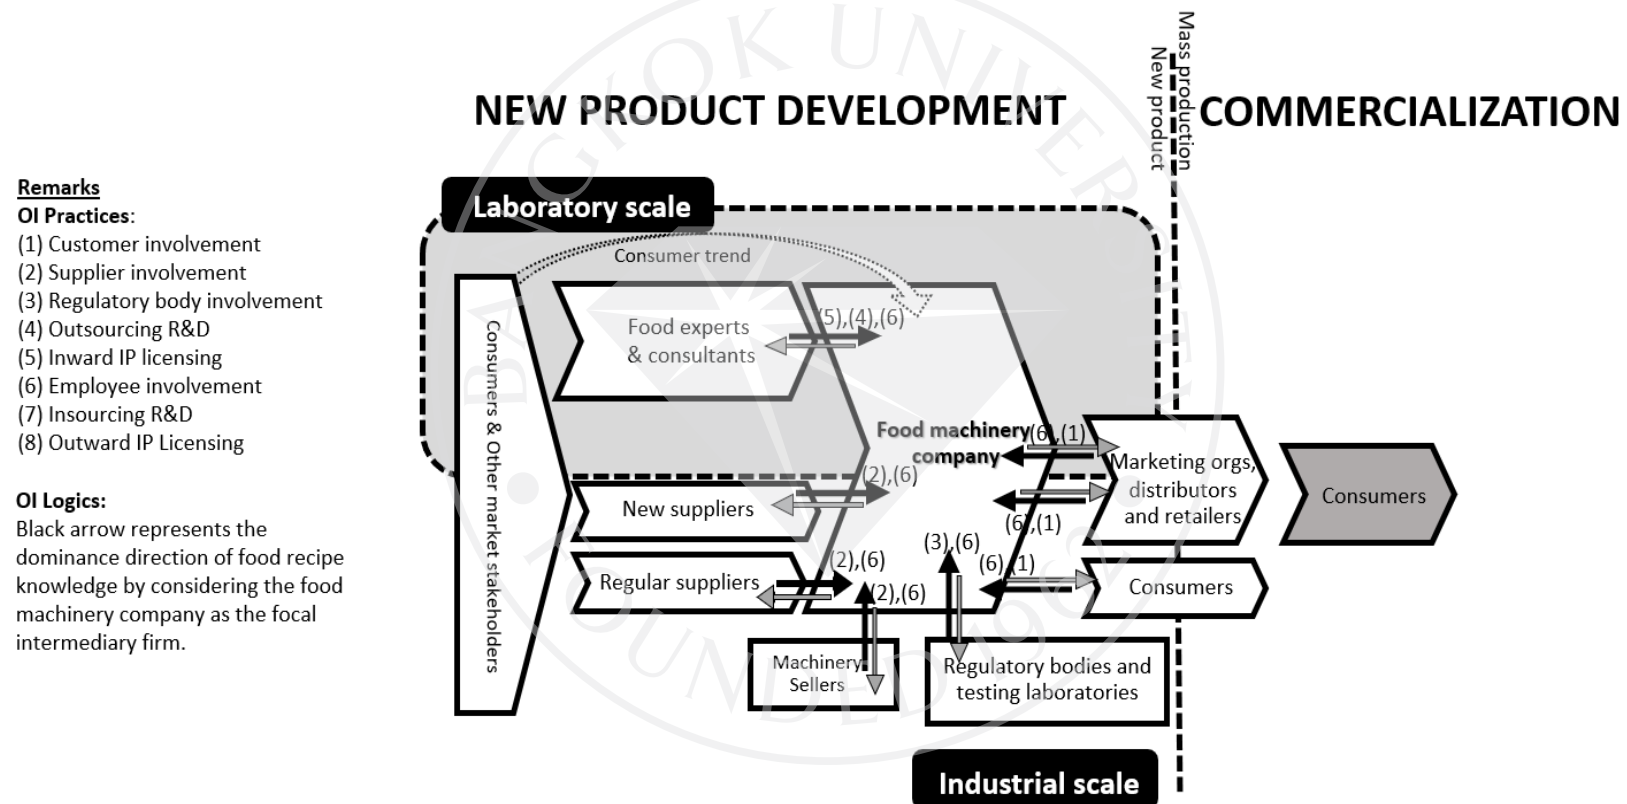 Mass production
New product
NEW PRODUCT DEVELOPMENT
COMMERCIALIZATION
Remarks
OI Practices:
(1) Customer involvement
(2) Supplier involvement
(3) Regulatory body involvement
(4) Outsourcing R&D
(5) Inward IP licensing
(6) Employee involvement
(7) Insourcing R&D
(8) Outward IP Licensing
OI Logics:
Black arrow represents the
dominance direction of food recipe
knowledge by considering the food
machinery company as the focal
intermediary firm.
Laboratory scale
Consumer trend
Consumers & Other market stakeholders
Food experts
& consultants
(5),(4),(6)
Food machinery
company
(6),(1)
Marketing orgs,
distributors
and retailers
Consumers
(2),(6)
New suppliers
(6),(1)
Regular suppliers
(2),(6)
(2),(6)
(3),(6)
(6),(1)
Consumers
Machinery
Sellers
Regulatory bodies and
testing laboratories
Industrial scale
BANGKOK UNIVERSITY
FOUNDED 1962